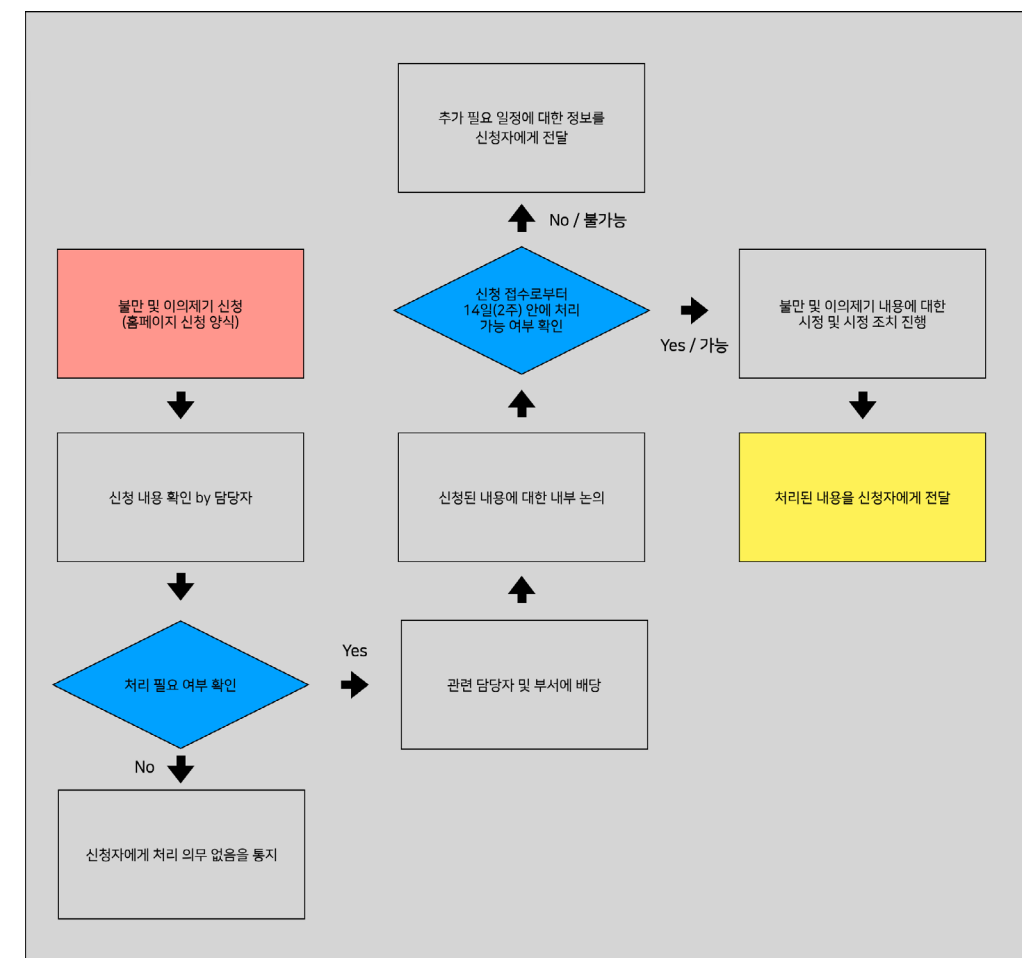 추가 필요 일정에 대한 정보를
신청자에게 전달
No / 불가능
불만 및 이의제기 신청
(홈페이지 신청 양식)
신청 접수로부터
14일(2주) 안에 처리
가능 여부 확인
Yes / 가능
불만 및 이의제기 내용에 대한
시정 및 시정 조치 진행
신청 내용 확인 by 담당자
신청된 내용에 대한 내부 논의
처리된 내용을 신청자에게 전달
처리 필요 여부 확인
Yes
관련 담당자 및 부서에 배당
No
신청자에게 처리 의무 없음을 통지